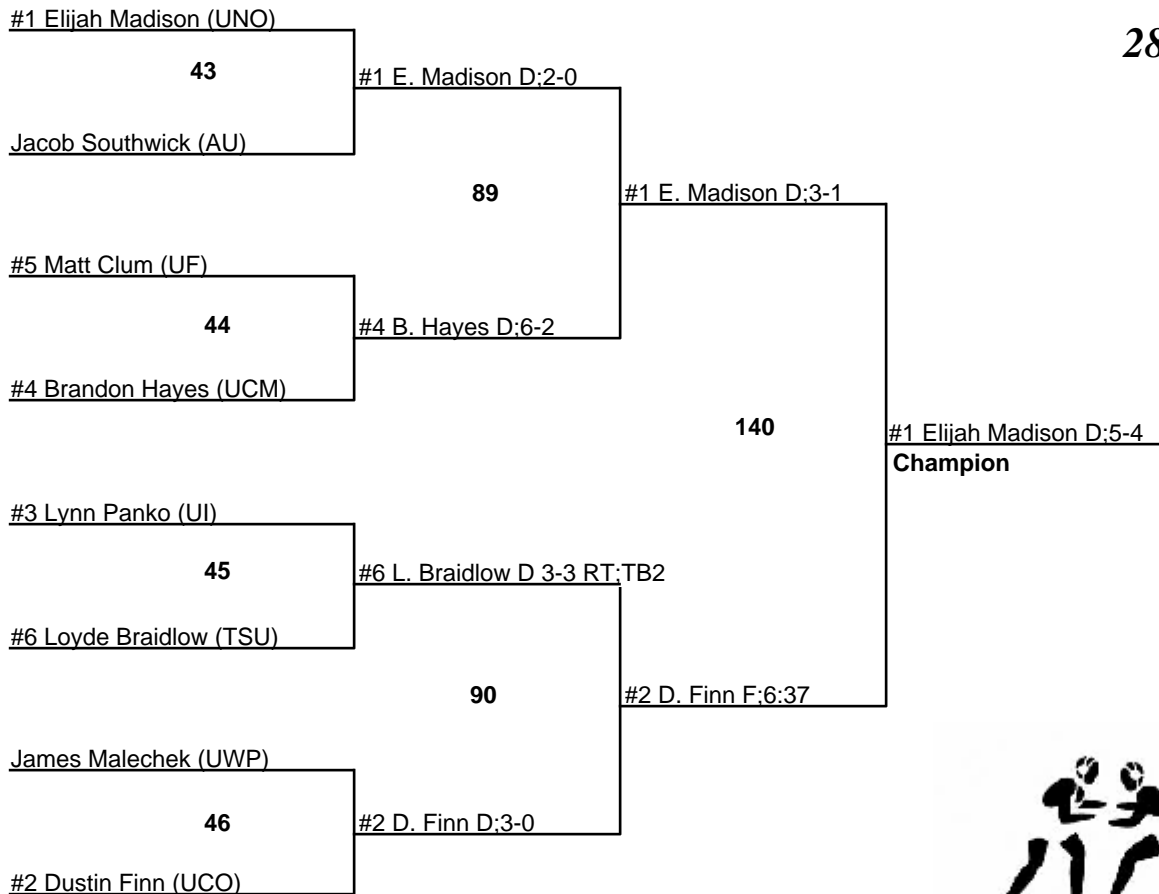 #1 Elijah Madison (UNO)
28
43
#1 E. Madison D;2-0
Jacob Southwick (AU)
89
#1 E. Madison D;3-1
#5 Matt Clum (UF)
44
#4 B. Hayes D;6-2
#4 Brandon Hayes (UCM)
140
#1 Elijah Madison D;5-4
Champion
#3 Lynn Panko (UI)
45
#6 L. Braidlow D 3-3 RT;TB2
#6 Loyde Braidlow (TSU)
90
#2 D. Finn F;6:37
James Malechek (UWP)
46
#2 D. Finn D;3-0
#2 Dustin Finn (UCO)